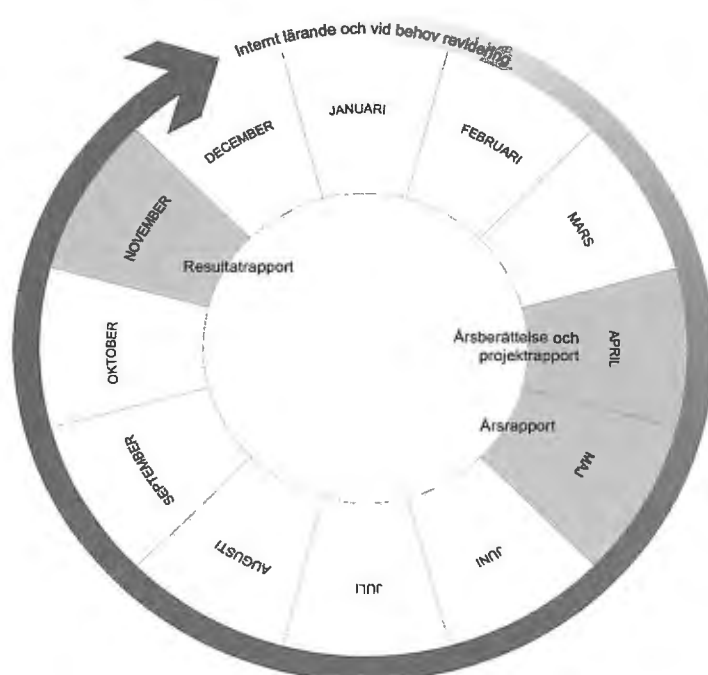 Internt lärande och vid behov revidering
JANUARI
FEBRUARI
MARS
APRIL
MAJ
JUNI
JULI
AUGUSTI
SEPTEMBER
OKTOBER
NOVEMBER
DECEMBER
Resultatrapport
Årsberättelse och
projektrapport
Årsrapport